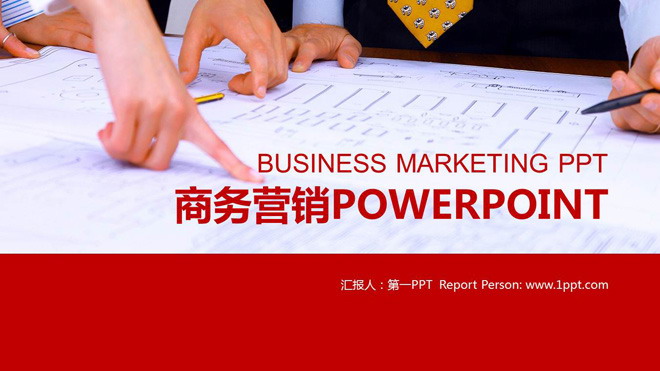 BUSINESS MARKETING PPT
商务营销POWERPOINT
汇报人：第一PPT Report Person: www.1ppt.com